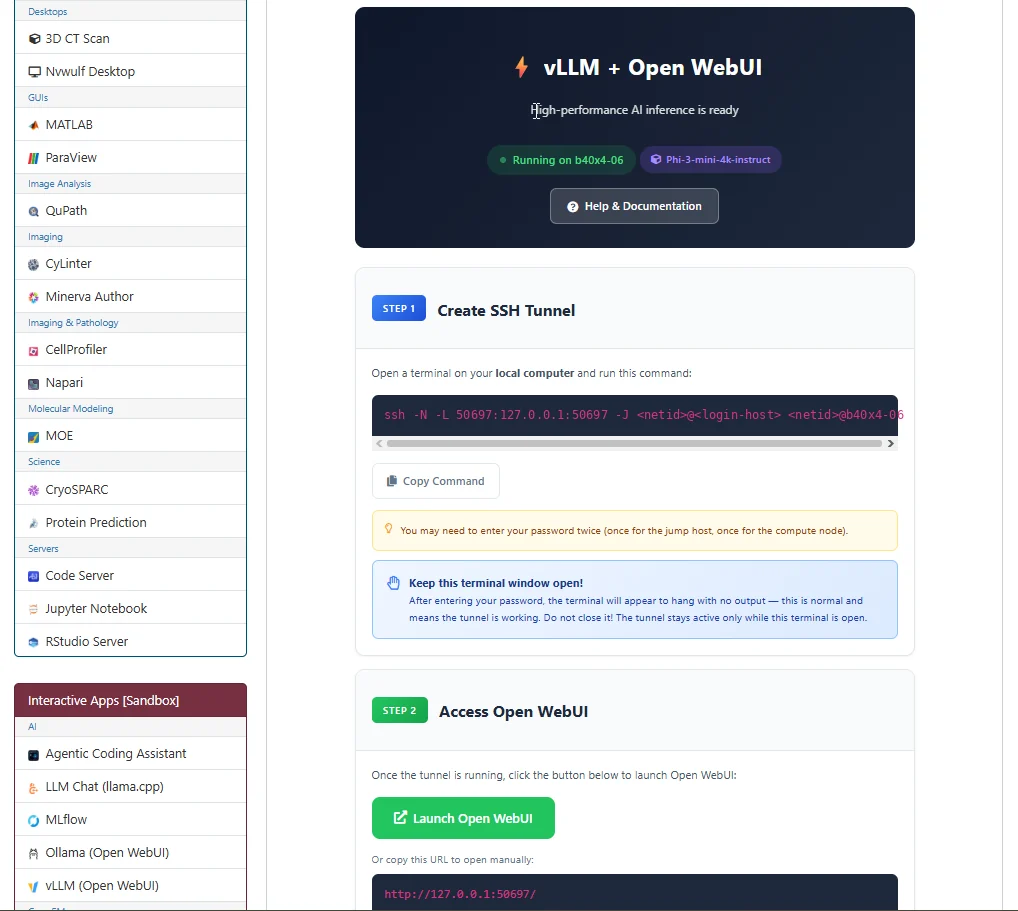 Desktops
3D CT Scan
Nvwulf Desktop
GUIs
MATLAB
ParaView
Image Analysis
QuPath
Imaging
CyLinter
Minerva Author
Imaging & Pathology
CellProfiler
Napari
Molecular Modeling
MOE
Science
CryoSPARC
Protein Prediction
Servers
Code Server
Jupyter Notebook
RStudio Server
Interactive Apps [Sandbox]
AI
Agentic Coding Assistant
LLM Chat (llama.cpp)
MLflow
Ollama (Open WebUI)
vLLM (Open WebUI)
vLLM + Open WebUI
High-performance AI inference is ready
Running on b40x4-06
Phi-3-mini-4k-instruct
Help & Documentation
STEP 1
Create SSH Tunnel
Open a terminal on your local computer and run this command:
ssh -N -L 50697:127.0.0.1:50697 -J <netid>@<login-host> <netid>@b40x4-06
Copy Command
You may need to enter your password twice (once for the jump host, once for the compute node).
Keep this terminal window open!
After entering your password, the terminal will appear to hang with no output — this is normal and
means the tunnel is working. Do not close it! The tunnel stays active only while this terminal is open.
STEP 2
Access Open WebUI
Once the tunnel is running, click the button below to launch Open WebUI:
Launch Open WebUI
Or copy this URL to open manually:
http://127.0.0.1:50697/